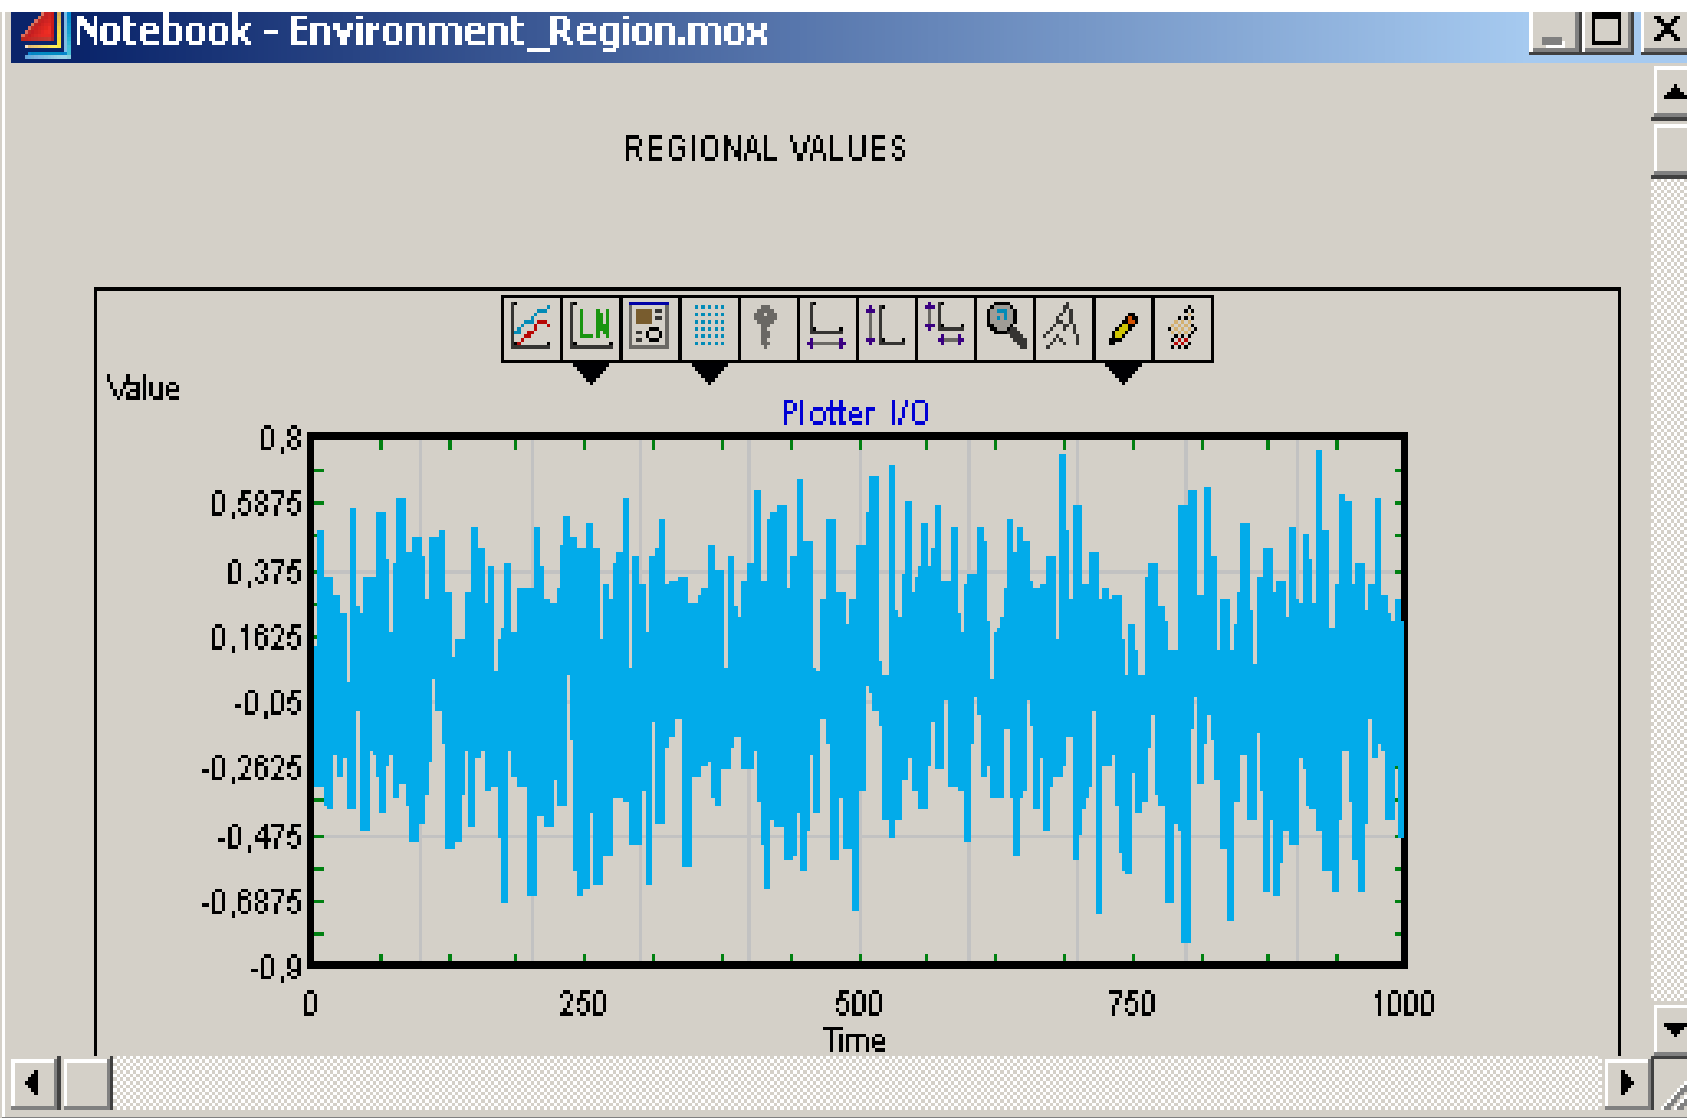 Notebook - Environment_Region.mox
REGIONAL VALUES
LN
Value
Plotter I/O
0,8
0,5875
0,375
0,1625
-0,05
-0,2625
-0,475
-0,6875
-0,9
0 250 500 750 1000
Time